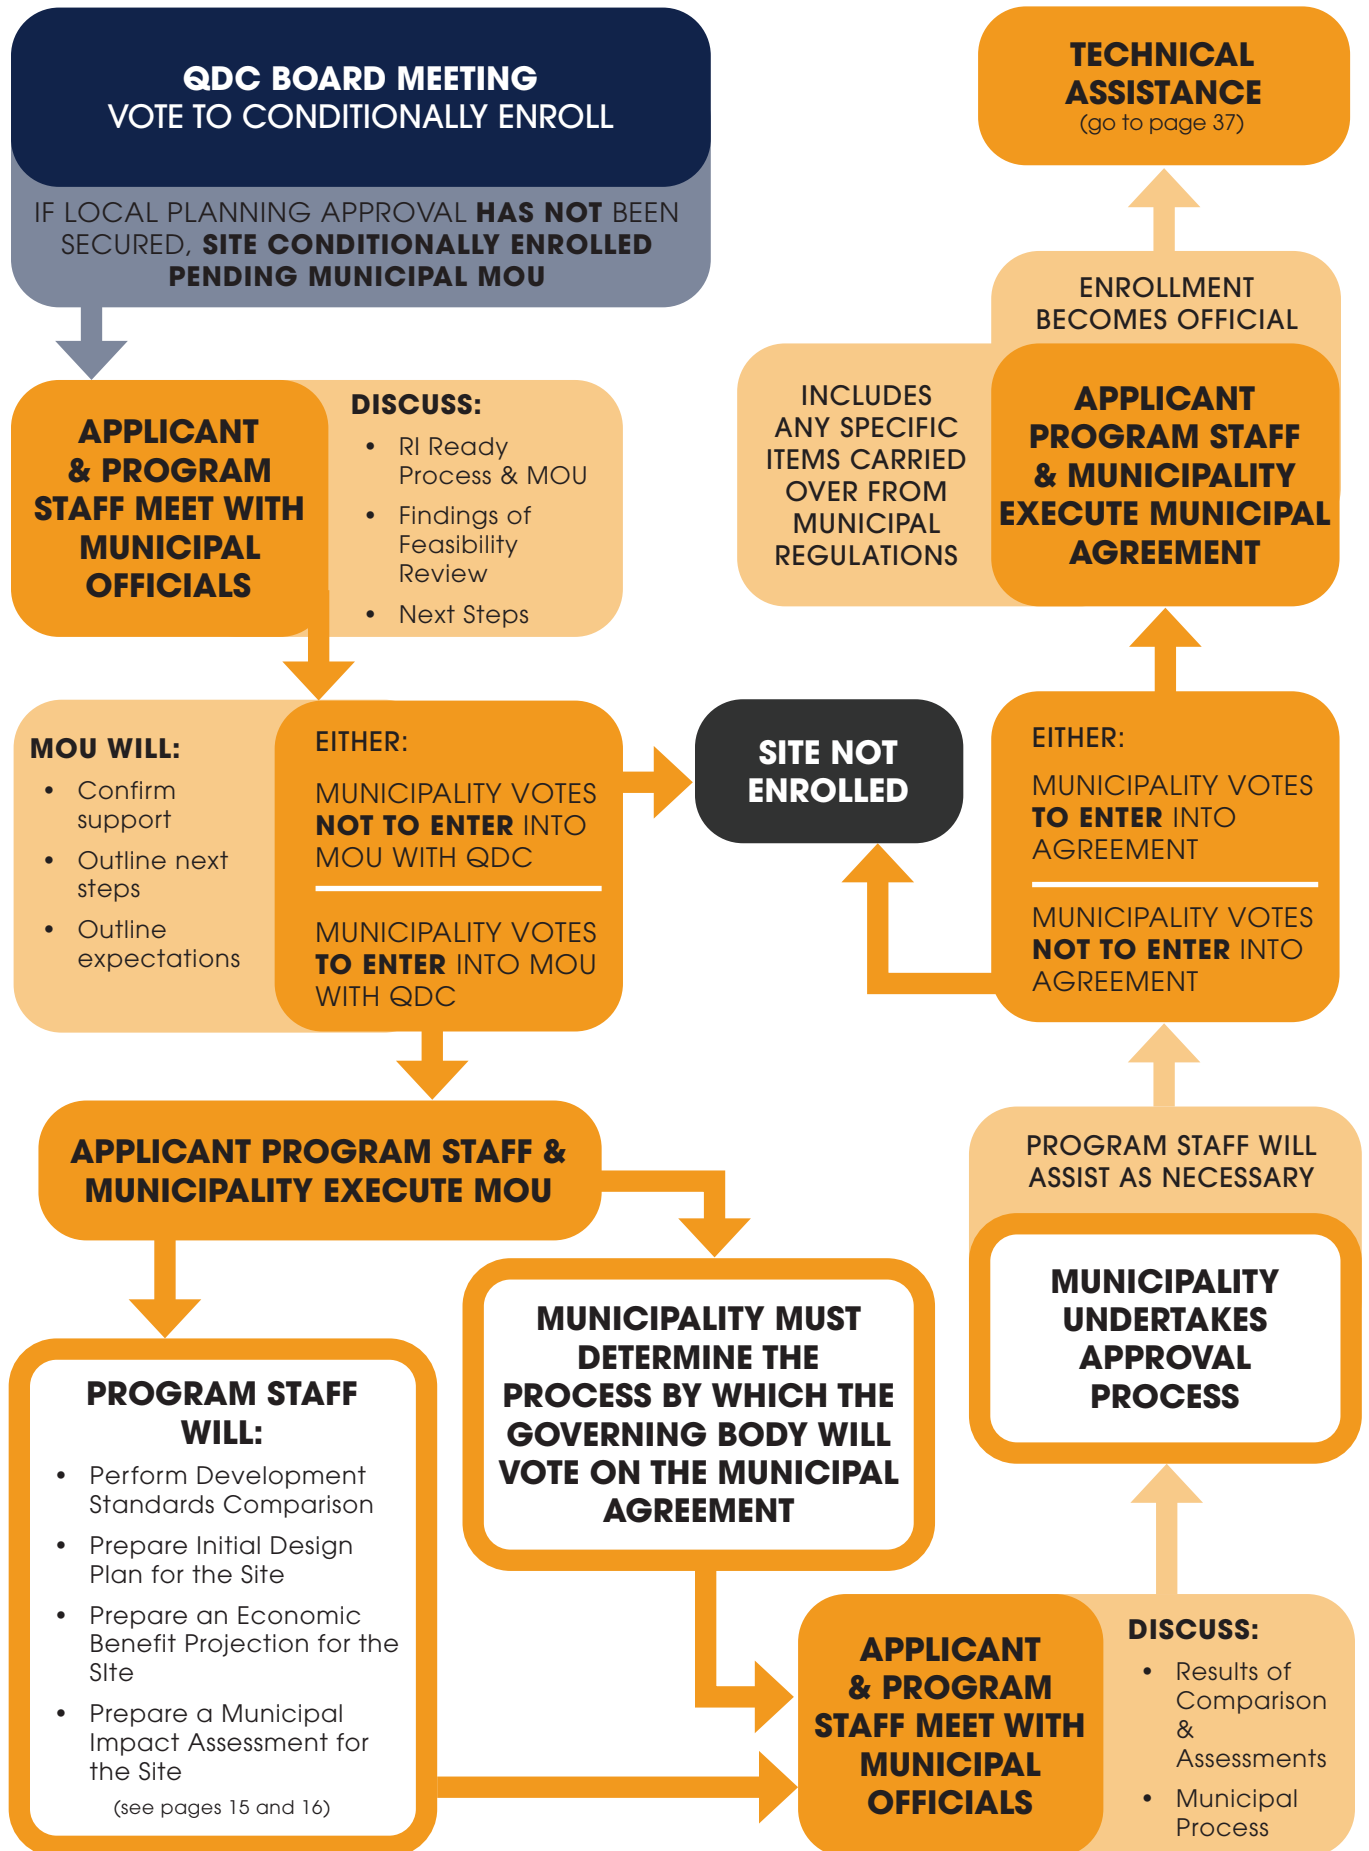 QDC BOARD MEETING
VOTE TO CONDITIONALLY ENROLL
IF LOCAL PLANNING APPROVAL HAS NOT BEEN
SECURED, SITE CONDITIONALLY ENROLLED
PENDING MUNICIPAL MOU
APPLICANT
& PROGRAM
STAFF MEET WITH
MUNICIPAL
OFFICIALS
DISCUSS:
• RI Ready
Process & MOU
• Findings of
Feasibility
Review
• Next Steps
MOU WILL:
• Confirm
support
• Outline next
steps
• Outline
expectations
EITHER:
MUNICIPALITY VOTES
NOT TO ENTER INTO
MOU WITH QDC
MUNICIPALITY VOTES
TO ENTER INTO MOU
WITH QDC
SITE NOT
ENROLLED
APPLICANT PROGRAM STAFF &
MUNICIPALITY EXECUTE MOU
PROGRAM STAFF
WILL:
• Perform Development
Standards Comparison
• Prepare Initial Design
Plan for the Site
• Prepare an Economic
Benefit Projection for the
SIte
• Prepare a Municipal
Impact Assessment for
the Site
(see pages 15 and 16)
MUNICIPALITY MUST
DETERMINE THE
PROCESS BY WHICH THE
GOVERNING BODY WILL
VOTE ON THE MUNICIPAL
AGREEMENT
APPLICANT
& PROGRAM
STAFF MEET WITH
MUNICIPAL
OFFICIALS
DISCUSS:
• Results of
Comparison
&
Assessments
• Municipal
Process
MUNICIPALITY
UNDERTAKES
APPROVAL
PROCESS
PROGRAM STAFF WILL
ASSIST AS NECESSARY
EITHER:
MUNICIPALITY VOTES
TO ENTER INTO
AGREEMENT
MUNICIPALITY VOTES
NOT TO ENTER INTO
AGREEMENT
APPLICANT
PROGRAM STAFF
& MUNICIPALITY
EXECUTE MUNICIPAL
AGREEMENT
INCLUDES
ANY SPECIFIC
ITEMS CARRIED
OVER FROM
MUNICIPAL
REGULATIONS
ENROLLMENT
BECOMES OFFICIAL
TECHNICAL
ASSISTANCE
(go to page 37)